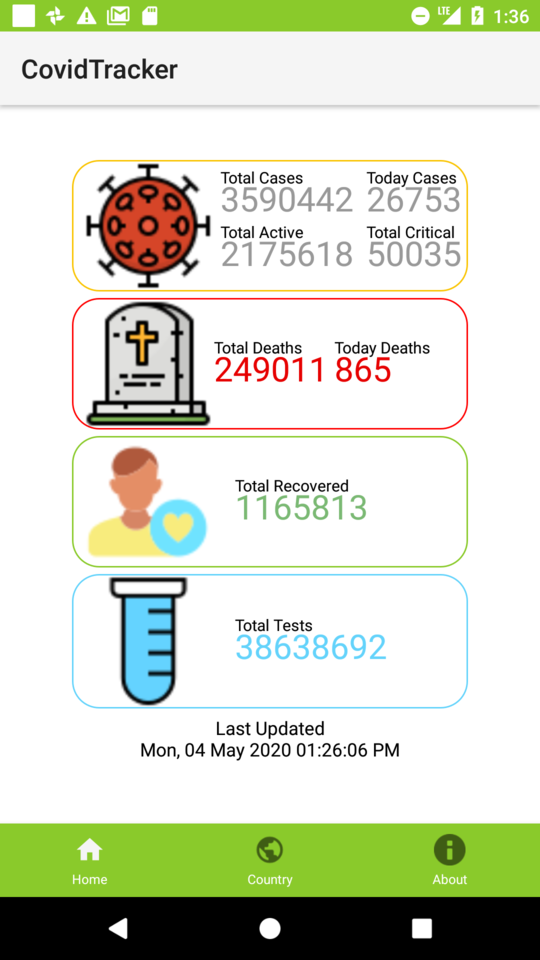 LTE 1:36
CovidTracker
Total Cases Today Cases
3590442 26753
Total Active Total Critical
2175618 50035
Total Deaths Today Deaths
249011 865
Total Recovered
1165813
Total Tests
38638692
Last Updated
Mon, 04 May 2020 01:26:06 PM
Home Country About